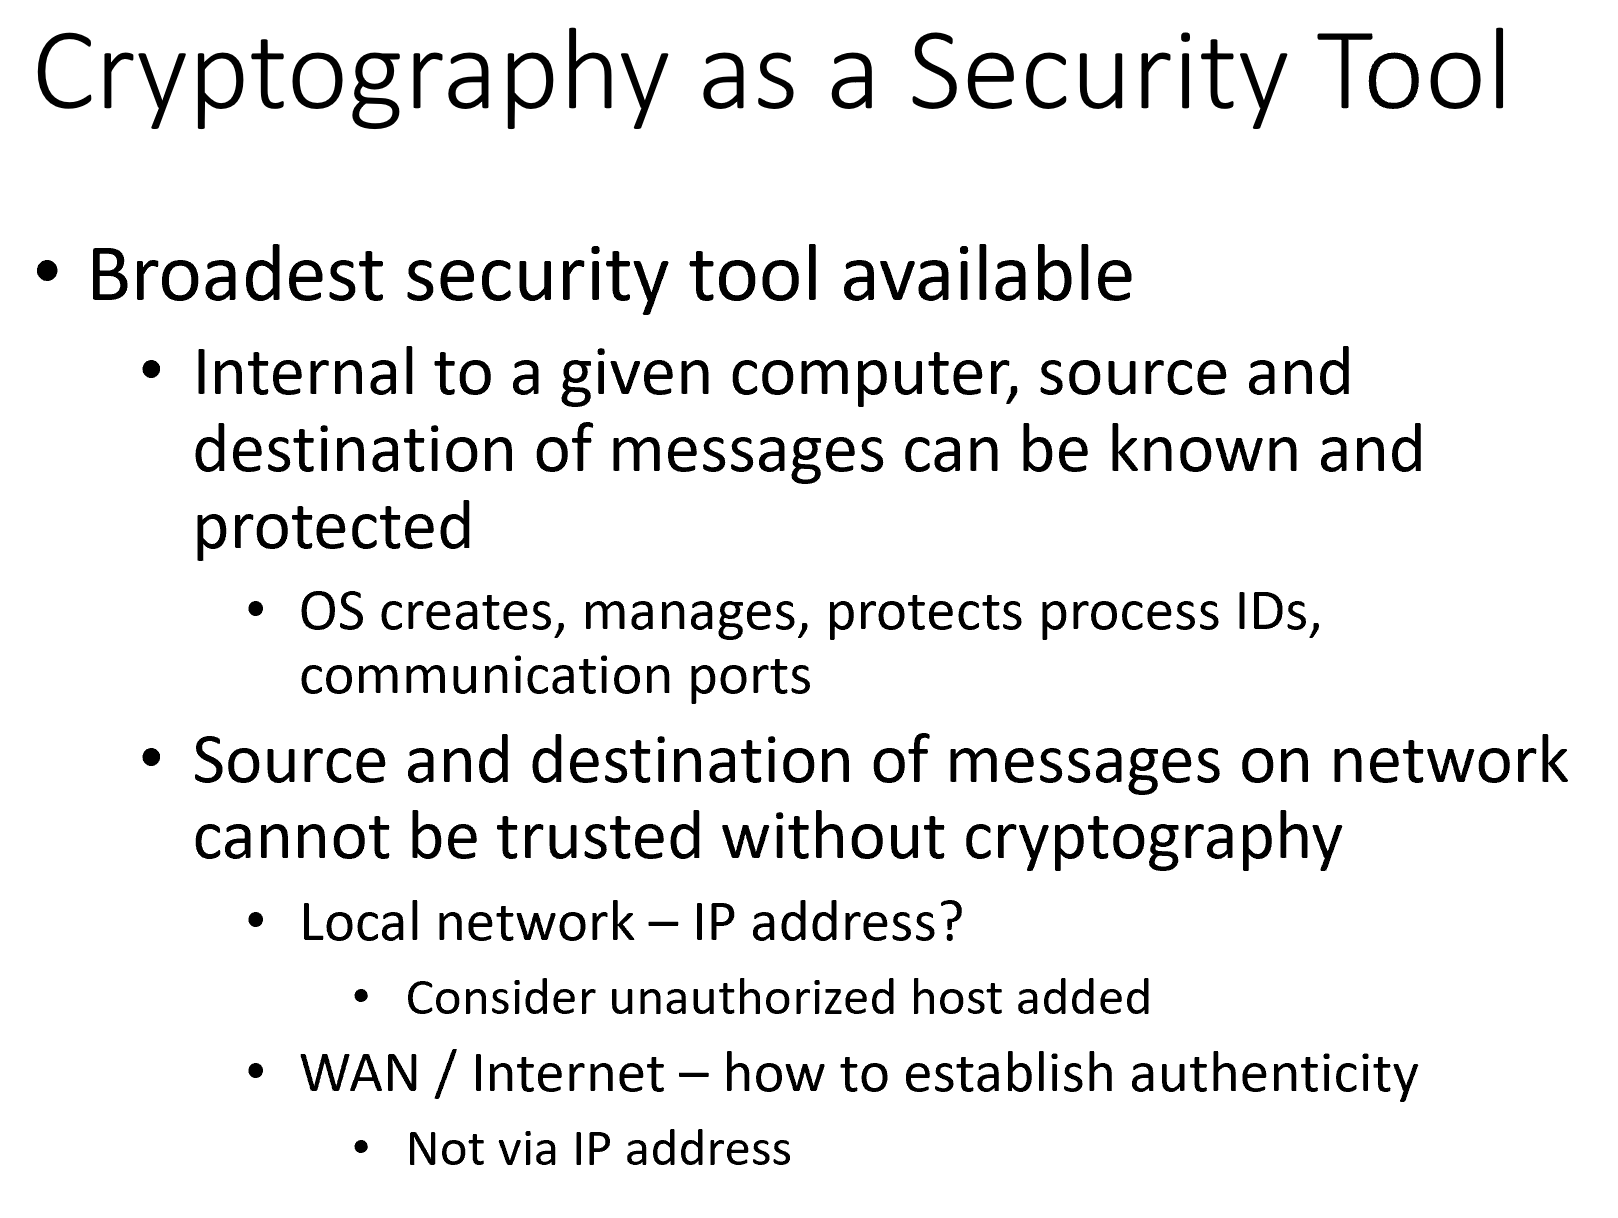 Cryptography as a Security Tool
• Broadest security tool available
• Internal to a given computer, source and
destination of messages can be known and
protected
• OS creates, manages, protects process IDs,
communication ports
• Source and destination of messages on network
cannot be trusted without cryptography
• Local network – IP address?
• Consider unauthorized host added
• WAN / Internet – how to establish authenticity
• Not via IP address